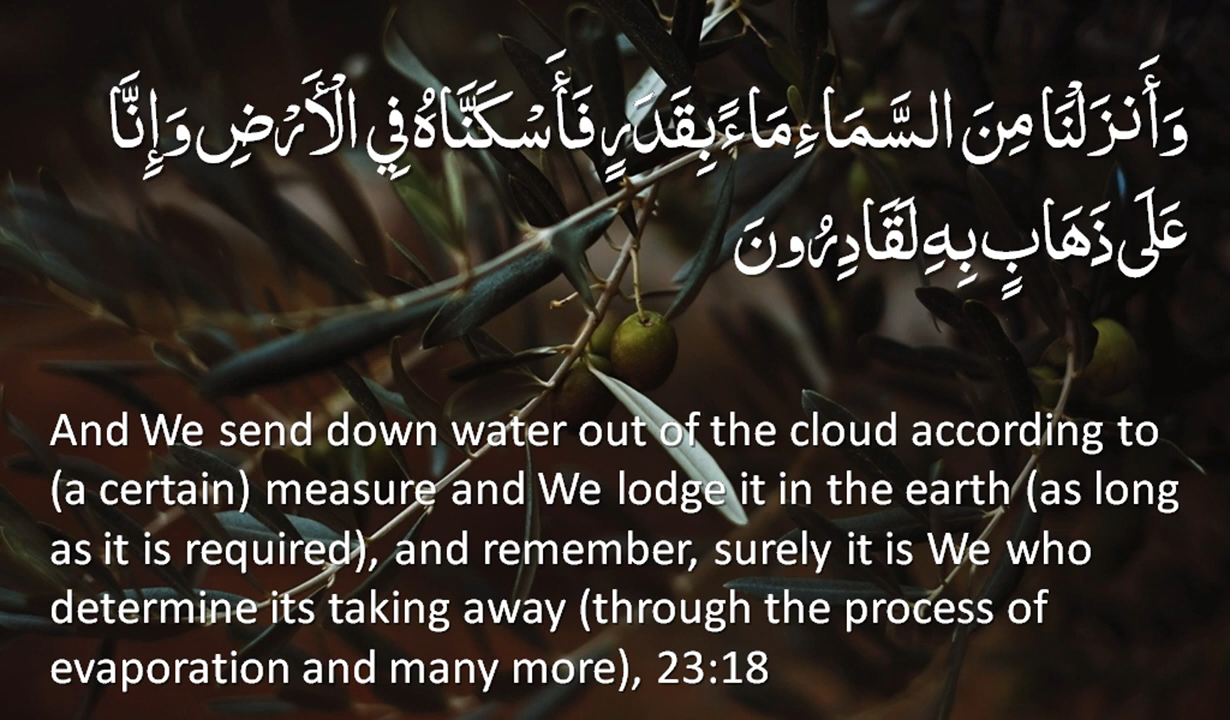 وَأَنزَلْنَا مِنَ السَّمَاءِ مَاءً بِقَدَرٍ فَأَسْكَنَّاهُ فِي الْأَرْضِ وَإِنَّا
عَلَى ذَهَابٍ بِهِ لَقَادِرُونَ
And We send down water out of the cloud according to
(a certain) measure and We lodge it in the earth (as long
as it is required), and remember, surely it is We who
determine its taking away (through the process of
evaporation and many more), 23:18